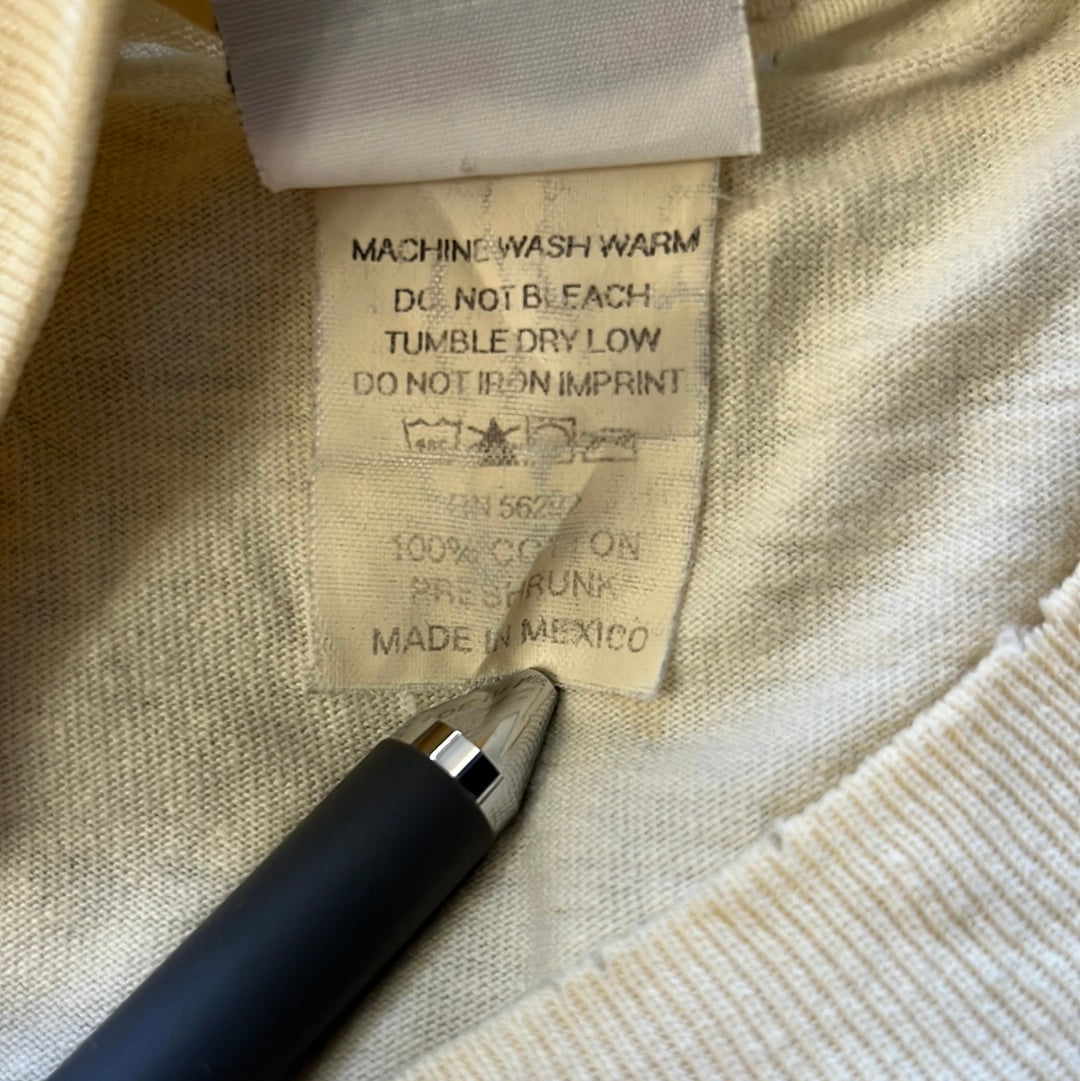 MACHINE WASH WARM
DO NOT BLEACH
TUMBLE DRY LOW
DO NOT IRON IMPRINT
RN
100% COTTON
PRESHRUNK
MADE IN MEXICO